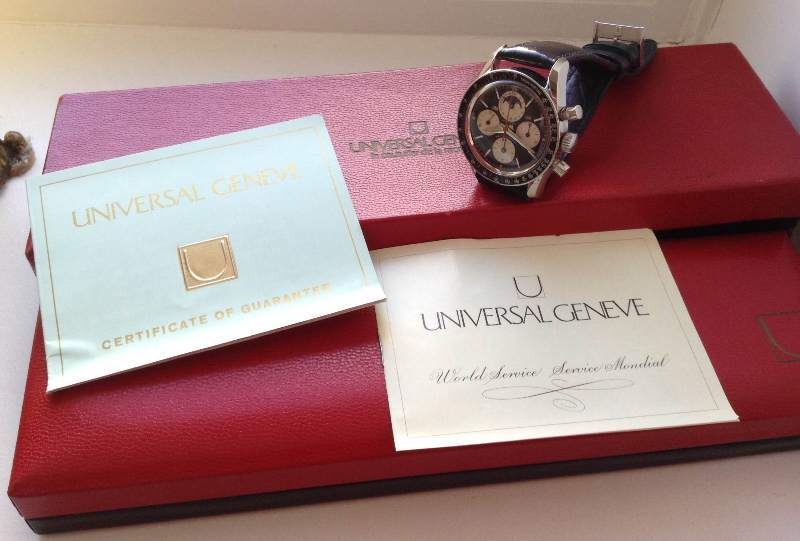 UNIVERSAL GENEVE
UNIVERSAL GENEVE
CERTIFICATE OF GUARANTEE
UNIVERSAL GENEVE
World Service Service Mondial